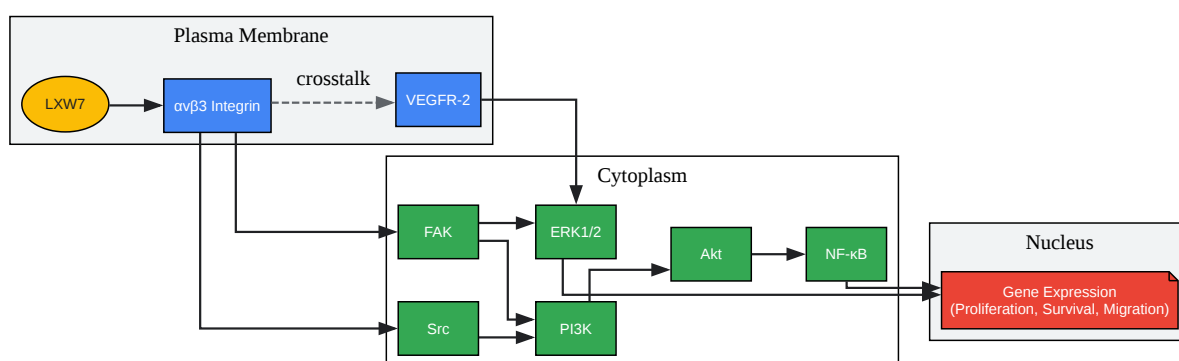 Plasma Membrane
LXW7
αvβ3 Integrin
crosstalk
VEGFR-2
Cytoplasm
FAK
ERK1/2
Akt
NF-κB
Src
PI3K
Nucleus
Gene Expression
(Proliferation, Survival, Migration)